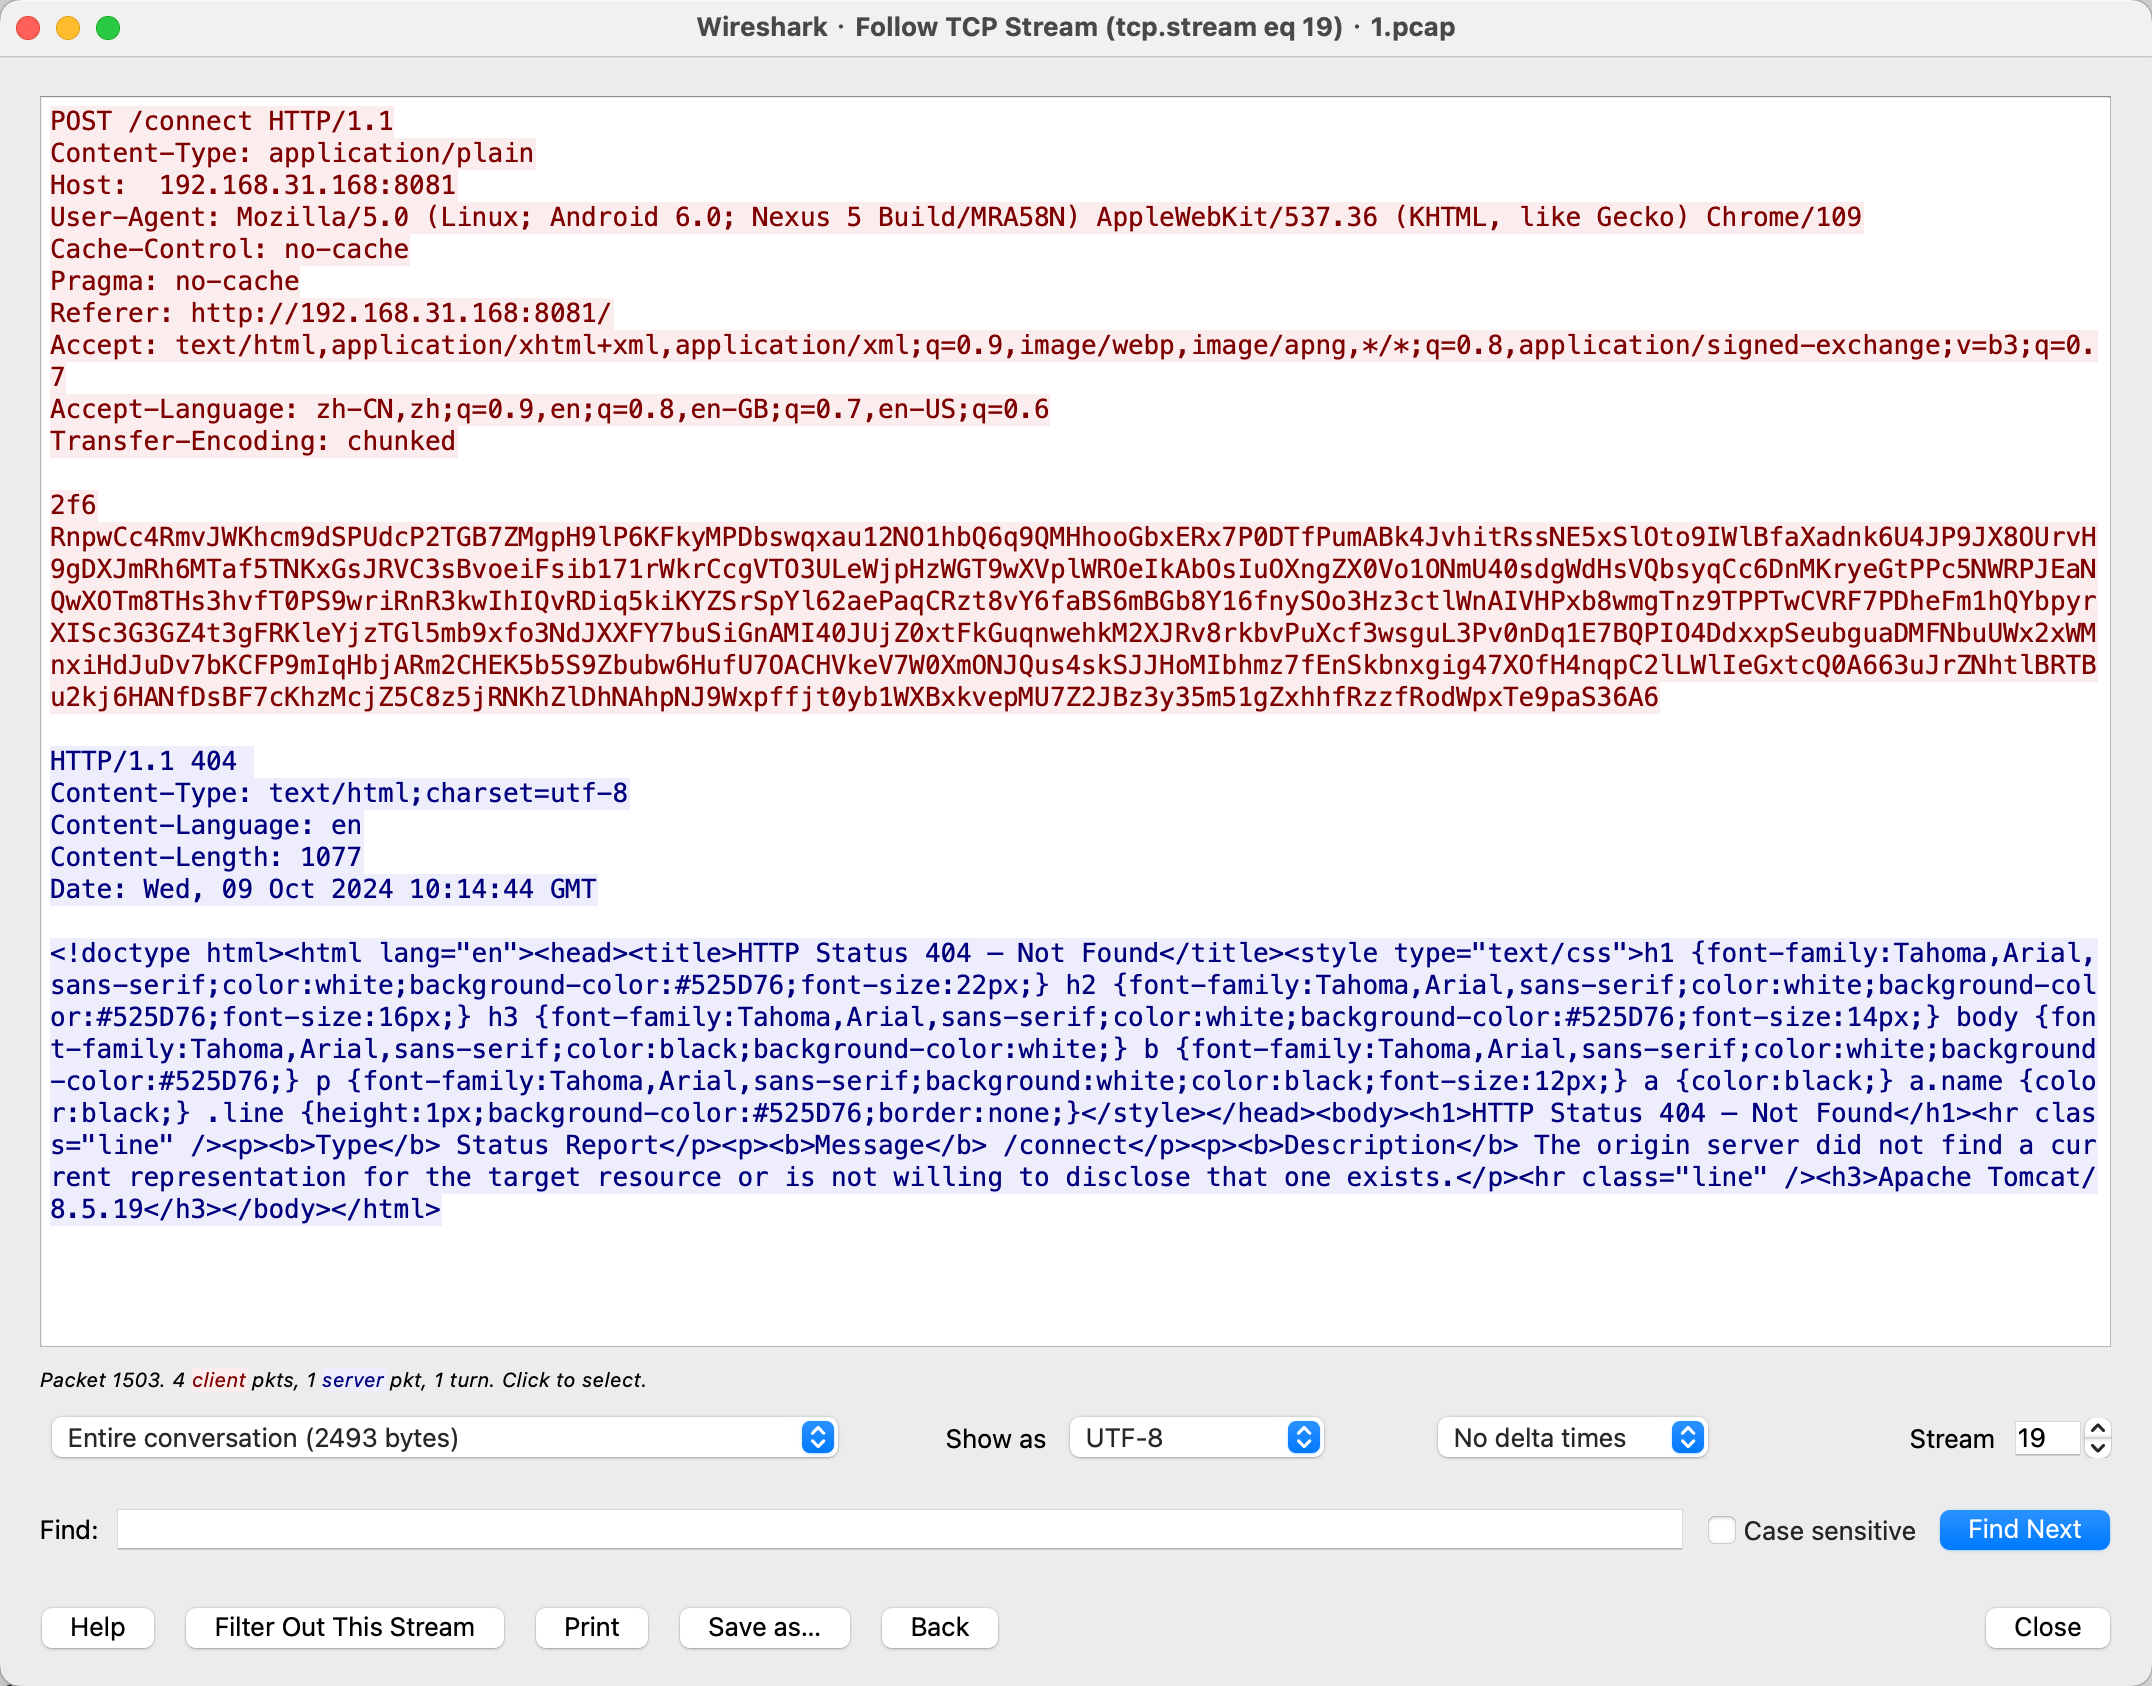 Wireshark · Follow TCP Stream (tcp.stream eq 19) · 1.pcap
POST /connect HTTP/1.1
Content-Type: application/plain
Host:  192.168.31.168:8081
User-Agent: Mozilla/5.0 (Linux; Android 6.0; Nexus 5 Build/MRA58N) AppleWebKit/537.36 (KHTML, like Gecko) Chrome/109
Cache-Control: no-cache
Pragma: no-cache
Referer: http://192.168.31.168:8081/
Accept: text/html,application/xhtml+xml,application/xml;q=0.9,image/webp,image/apng,*/*;q=0.8,application/signed-exchange;v=b3;q=0.
7
Accept-Language: zh-CN,zh;q=0.9,en;q=0.8,en-GB;q=0.7,en-US;q=0.6
Transfer-Encoding: chunked
2f6
RnpwCc4RmvJWKhcm9dSPUdcP2TGB7ZMgpH9lP6KFkyMPDbswqxau12NO1hbQ6q9QMHhooGbxERx7P0DTfPumABk4JvhitRssNE5xSlOto9IWlBfaXadnk6U4JP9JX8OUrvH
9gDXJmRh6MTaf5TNKxGsJRVC3sBvoeiFsib171rWkrCcgVTO3ULeWjpHzWGT9wXVplWROeIkAbOsIuOXngZX0Vo1ONmU40sdgWdHsVQbsyqCc6DnMKryeGtPPc5NWRPJEaN
QwXOTm8THs3hvfT0PS9wriRnR3kwIhIQvRDiq5kiKYZSrSpYl62aePaqCRzt8vY6faBS6mBGb8Y16fnySOo3Hz3ctlWnAIVHPxb8wmgTnz9TPPTwCVRF7PDheFm1hQYbpyr
XISc3G3GZ4t3gFRKleYjzTGl5mb9xfo3NdJXXFY7buSiGnAMI40JUjZ0xtFkGuqnwehkM2XJRv8rkbvPuXcf3wsguL3Pv0nDq1E7BQPIO4DdxxpSeubguaDMFNbuUWx2xWM
nxiHdJuDv7bKCFP9mIqHbjARm2CHEK5b5S9Zbubw6HufU7OACHVkeV7W0XmONJQus4skSJJHoMIbhmz7fEnSkbnxgig47XOfH4nqpC2lLWlIeGxtcQ0A663uJrZNhtlBRTB
u2kj6HANfDsBF7cKhzMcjZ5C8z5jRNKhZlDhNAhpNJ9Wxpffjt0yb1WXBxkvepMU7Z2JBz3y35m51gZxhhfRzzfRodWpxTe9paS36A6
HTTP/1.1 404
Content-Type: text/html;charset=utf-8
Content-Language: en
Content-Length: 1077
Date: Wed, 09 Oct 2024 10:14:44 GMT
<!doctype html><html lang="en"><head><title>HTTP Status 404 – Not Found</title><style type="text/css">h1 {font-family:Tahoma,Arial,
sans-serif;color:white;background-color:#525D76;font-size:22px;} h2 {font-family:Tahoma,Arial,sans-serif;color:white;background-col
or:#525D76;font-size:16px;} h3 {font-family:Tahoma,Arial,sans-serif;color:white;background-color:#525D76;font-size:14px;} body {fon
t-family:Tahoma,Arial,sans-serif;color:black;background-color:white;} b {font-family:Tahoma,Arial,sans-serif;color:white;background
-color:#525D76;} p {font-family:Tahoma,Arial,sans-serif;background:white;color:black;font-size:12px;} a {color:black;} a.name {colo
r:black;} .line {height:1px;background-color:#525D76;border:none;}</style></head><body><h1>HTTP Status 404 – Not Found</h1><hr clas
s="line" /><p><b>Type</b> Status Report</p><p><b>Message</b> /connect</p><p><b>Description</b> The origin server did not find a cur
rent representation for the target resource or is not willing to disclose that one exists.</p><hr class="line" /><h3>Apache Tomcat/
8.5.19</h3></body></html>
Packet 1503. 4 client pkts, 1 server pkt, 1 turn. Click to select.
Entire conversation (2493 bytes) Show as UTF-8 No delta times Stream 19
Find: Case sensitive Find Next
Help Filter Out This Stream Print Save as... Back Close